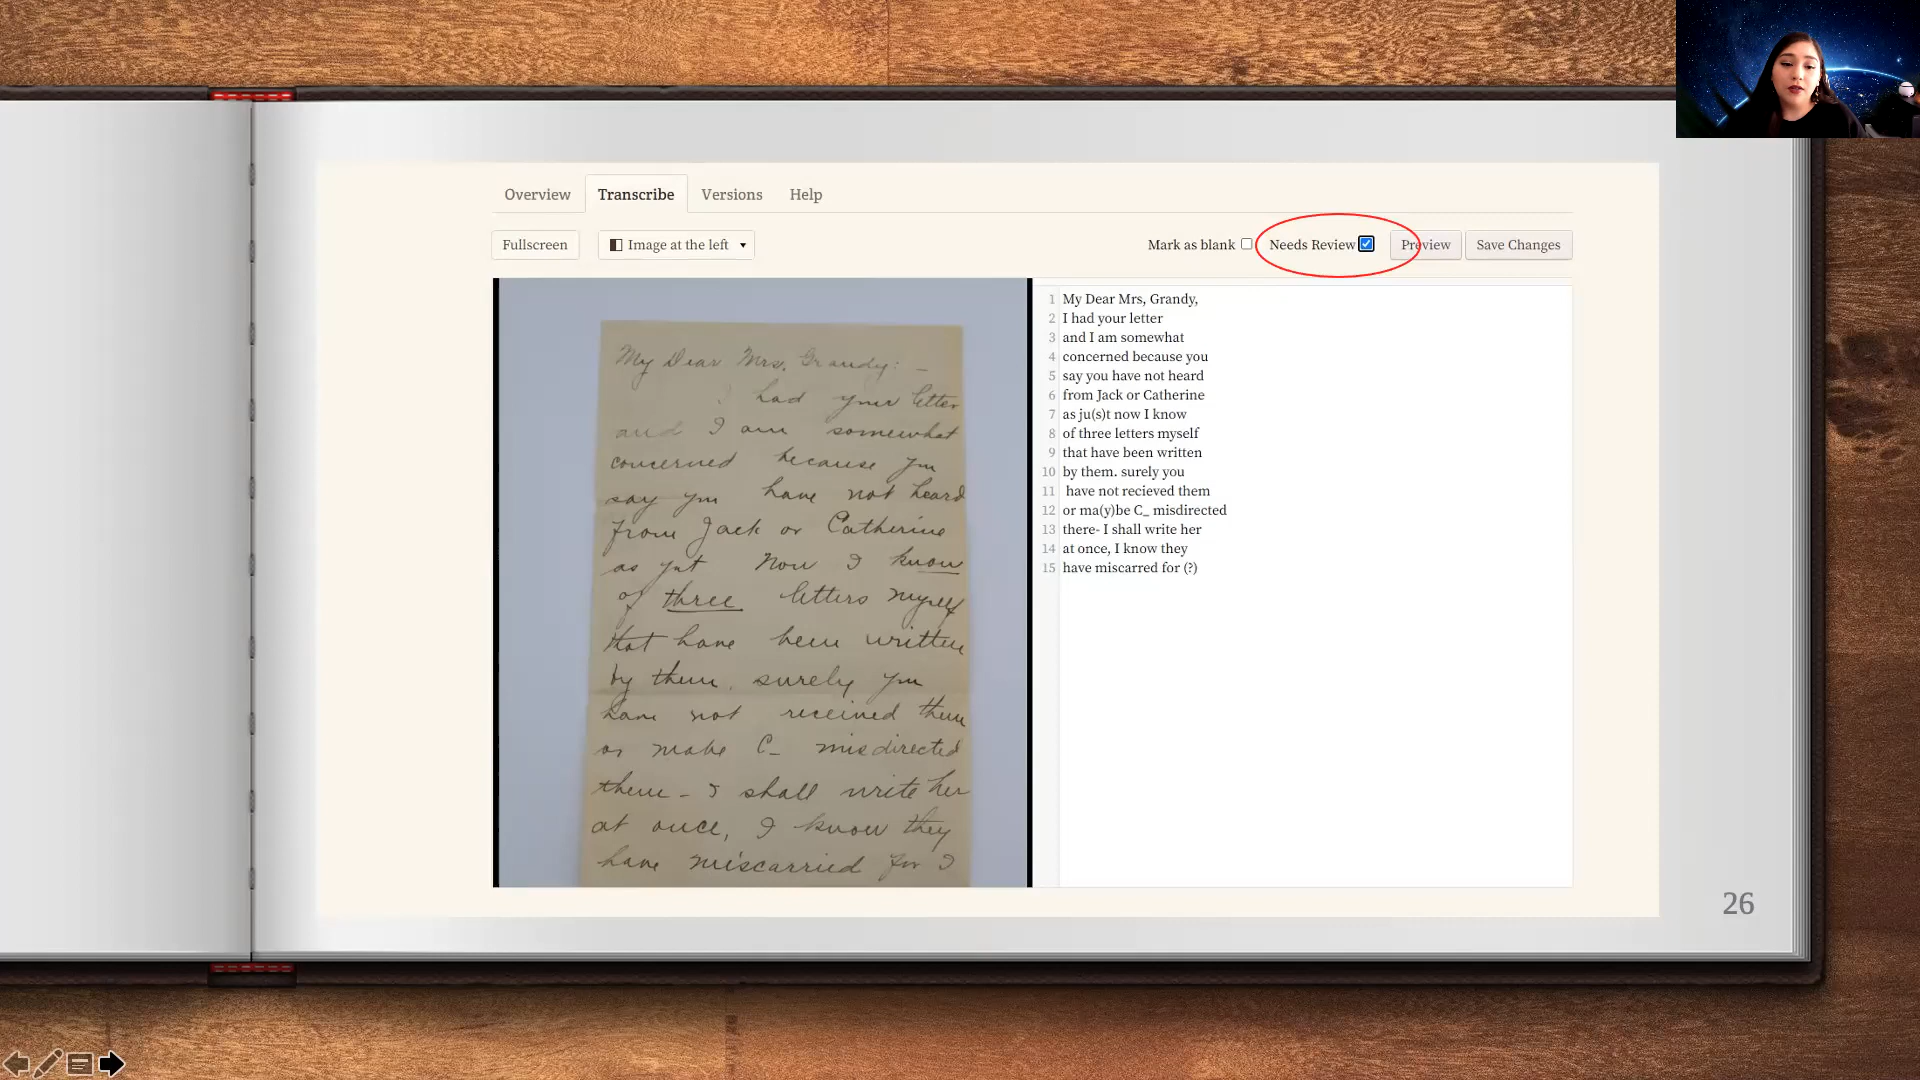 Overview Transcribe Versions Help
Fullscreen Image at the left Mark as blank Needs Review Preview Save Changes
My Dear Mrs. Grandy: –
I had your letter
and I am somewhat
concerned because you
say you have not heard
from Jack or Catherine
as yet Now I know
of three letters myself
that have been written
by them. surely you
have not received them
or make C_ misdirected
them – I shall write her
at once, I know they
have miscarried for I
1 My Dear Mrs, Grandy,
2 I had your letter
3 and I am somewhat
4 concerned because you
5 say you have not heard
6 from Jack or Catherine
7 as ju(s)t now I know
8 of three letters myself
9 that have been written
10 by them. surely you
11 have not recieved them
12 or ma(y)be C_ misdirected
13 there- I shall write her
14 at once, I know they
15 have miscarred for (?)
26